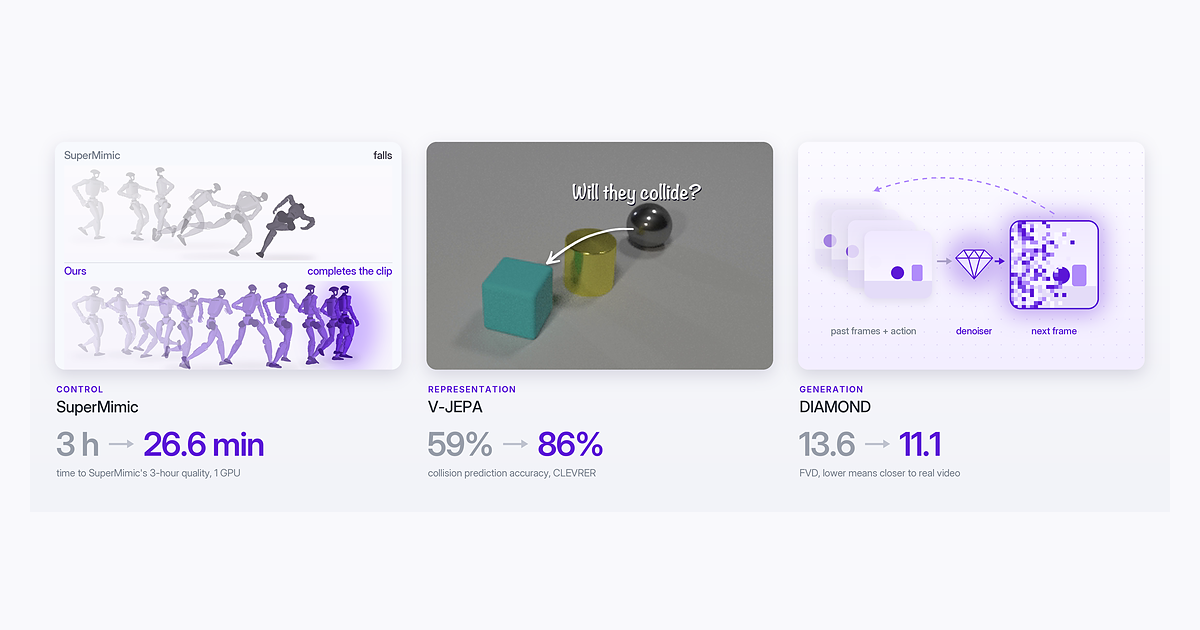 SuperMimic falls
Ours completes the clip
CONTROL
SuperMimic
3 h → 26.6 min
time to SuperMimic's 3-hour quality, 1 GPU
Will they collide?
REPRESENTATION
V-JEPA
59% → 86%
collision prediction accuracy, CLEVRER
past frames + action denoiser next frame
GENERATION
DIAMOND
13.6 → 11.1
FVD, lower means closer to real video